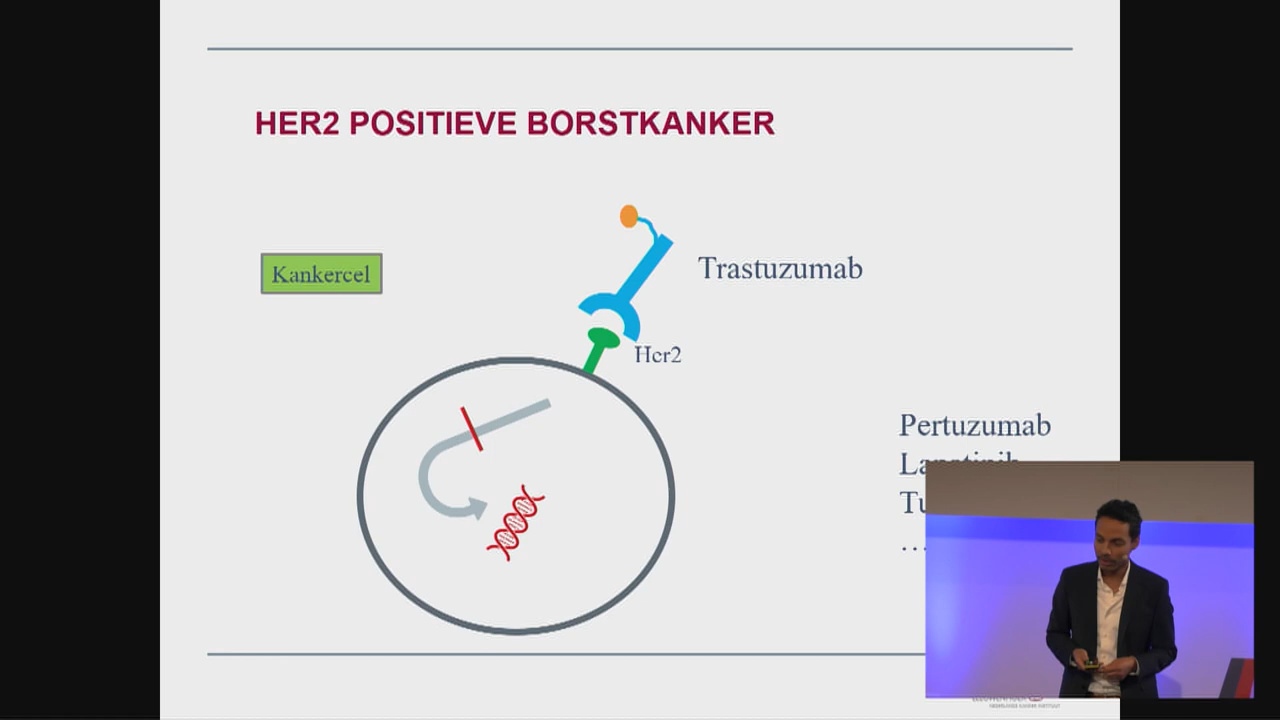 HER2 POSITIEVE BORSTKANKER
Kankercel
Trastuzumab
Her2
Pertuzumab
…